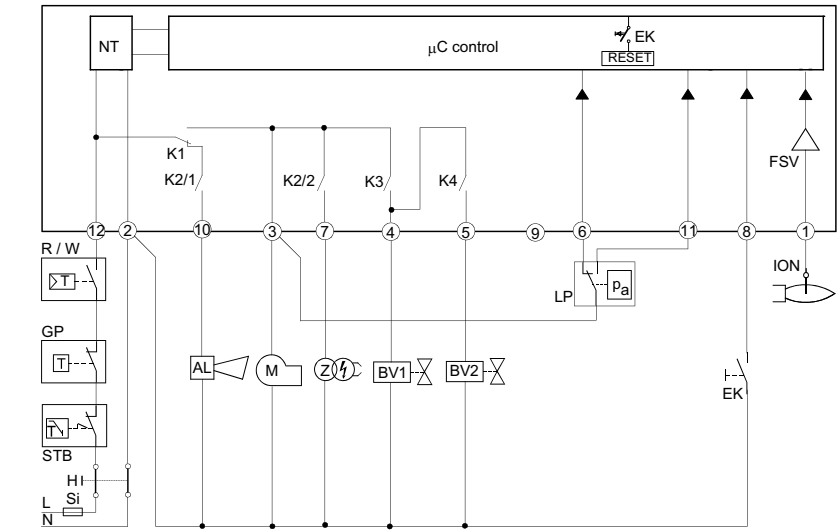 NT
μC control
EK
RESET
FSV
K1
K2/1
K2/2
K3
K4
12
2
10
3
7
4
5
9
6
11
8
1
R / W
T
GP
T
STB
T
H
L
Si
N
AL
M
Z
BV1
BV2
LP
pa
ION
EK